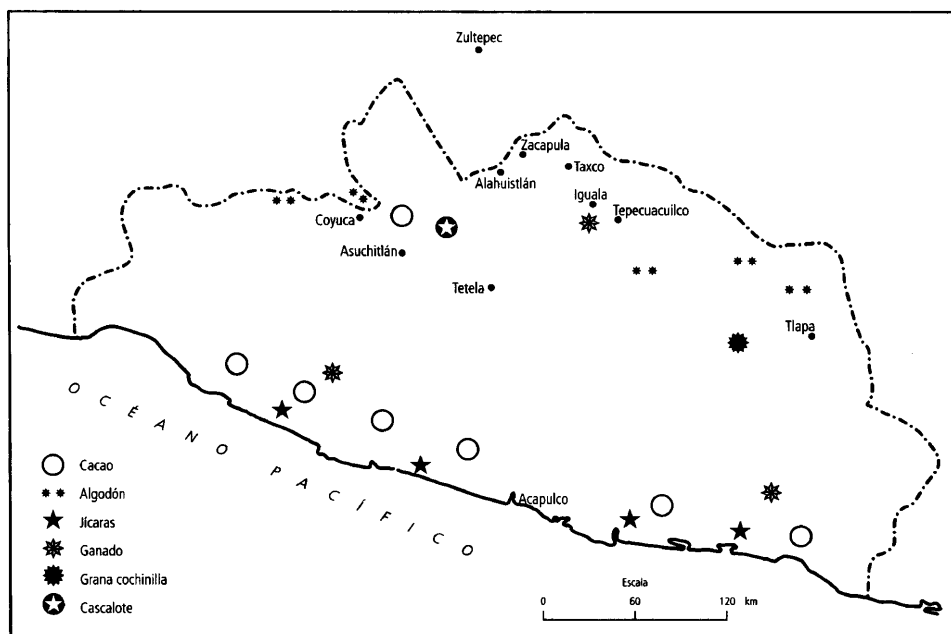 Zultepec
Zacapula
Taxco
Alahuistlán
Iguala
Tepecuacuilco
Coyuca
Asuchitlán
Tetela
Tlapa
OCÉANO PACÍFICO
Acapulco
Cacao
Algodón
Jícaras
Ganado
Grana cochinilla
Cascalote
Escala
0 60 120 km